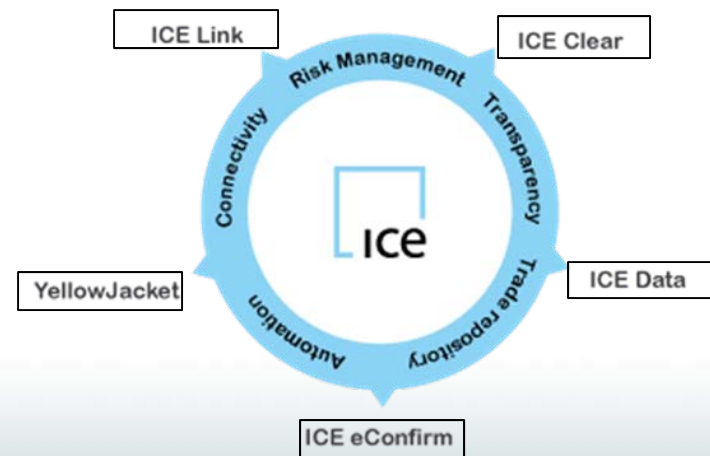 ICE Link
ICE Clear
Risk Management
Connectivity
Transparency
ice
YellowJacket
ICE Data
Automation
Trade repository
ICE eConfirm